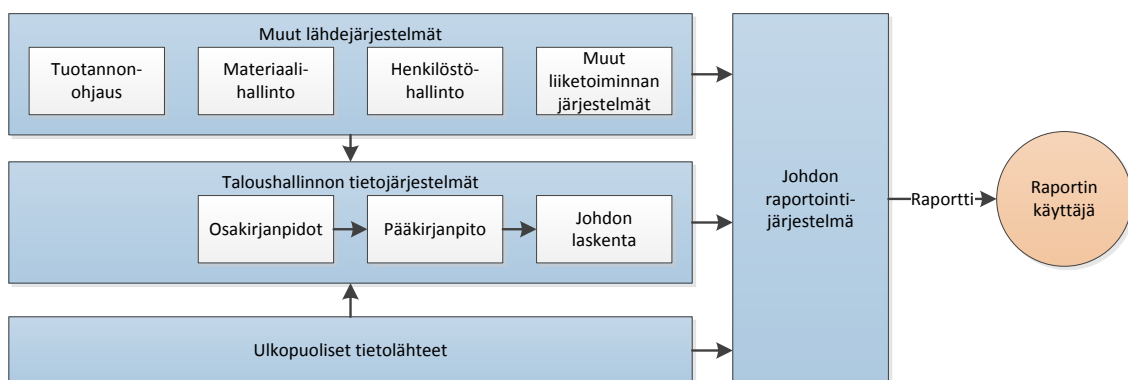 Muut lähdejärjestelmät
Tuotannon-
ohjaus
Materiaali-
hallinto
Henkilöstö-
hallinto
Muut
liiketoiminnan
järjestelmät
Taloushallinnon tietojärjestelmät
Osakirjanpidot
Pääkirjanpito
Johdon
laskenta
Ulkopuoliset tietolähteet
Johdon
raportointi-
järjestelmä
Raportti
Raportin
käyttäjä